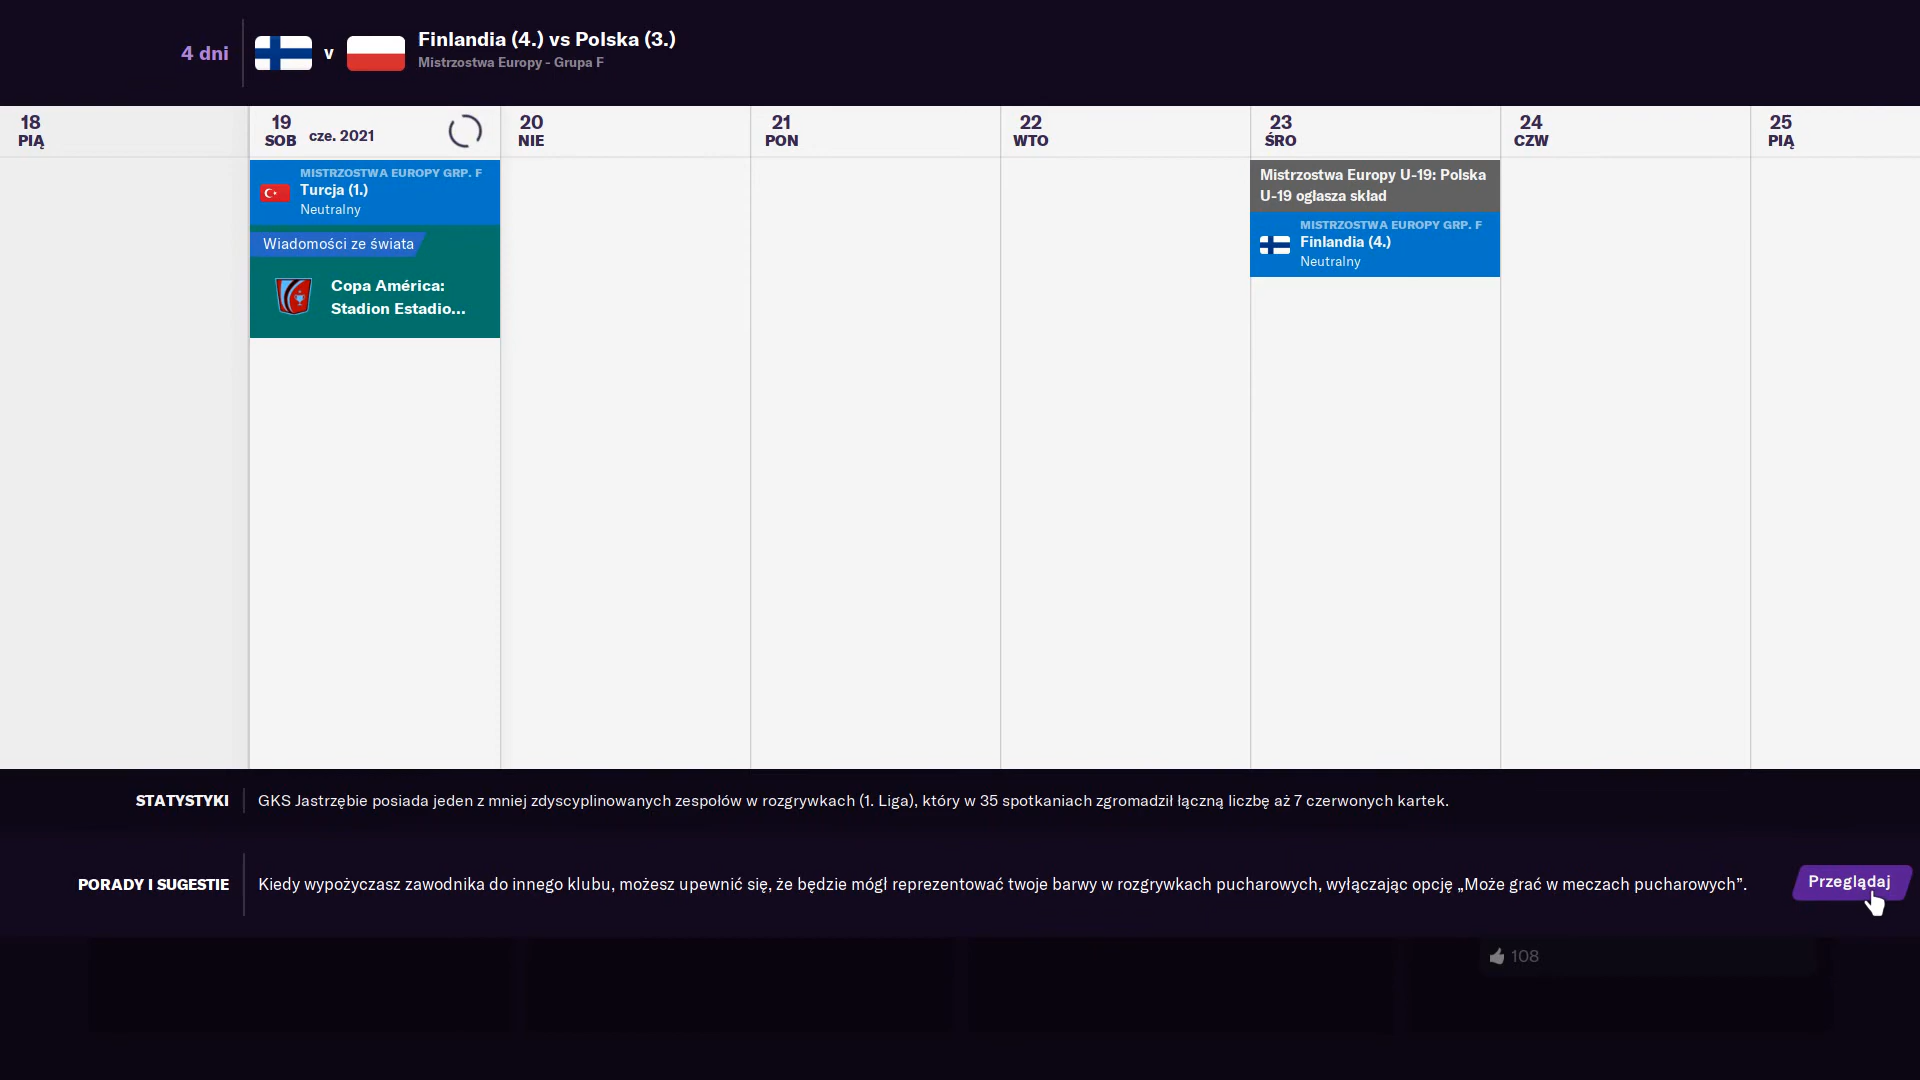 4 dni
v
Finlandia (4.) vs Polska (3.)
Mistrzostwa Europy - Grupa F
18
PIĄ
19
SOB
cze. 2021
20
NIE
21
PON
22
WTO
23
ŚRO
24
CZW
25
PIĄ
MISTRZOSTWA EUROPY GRP. F
Turcja (1.)
Neutralny
Wiadomości ze świata
Copa América:
Stadion Estadio...
Mistrzostwa Europy U-19: Polska
U-19 ogłasza skład
MISTRZOSTWA EUROPY GRP. F
Finlandia (4.)
Neutralny
STATYSTYKI
GKS Jastrzębie posiada jeden z mniej zdyscyplinowanych zespołów w rozgrywkach (1. Liga), który w 35 spotkaniach zgromadził łączną liczbę aż 7 czerwonych kartek.
PORADY I SUGESTIE
Kiedy wypożyczasz zawodnika do innego klubu, możesz upewnić się, że będzie mógł reprezentować twoje barwy w rozgrywkach pucharowych, wyłączając opcję „Może grać w meczach pucharowych”.
Przeglądaj
108